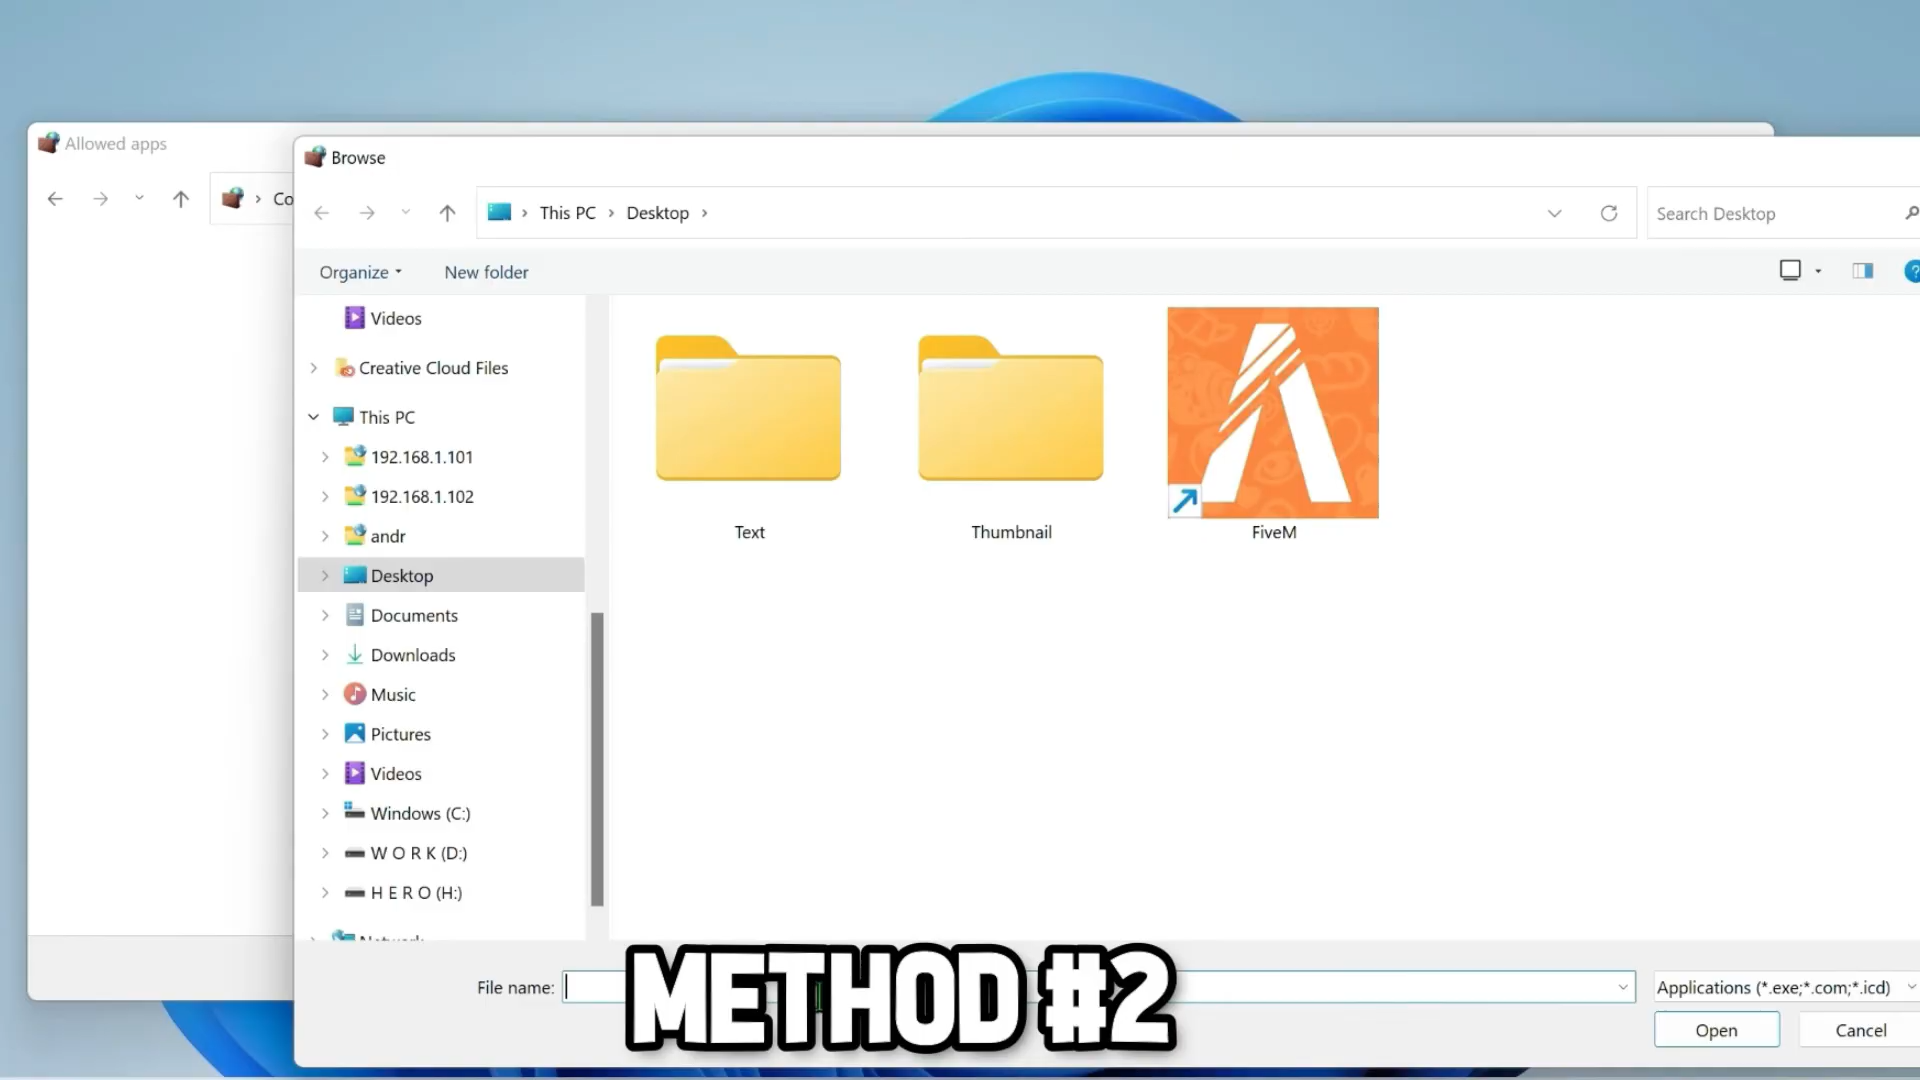 Allowed apps
Browse
Co
This PC
Desktop
Search Desktop
Organize
New folder
Videos
Creative Cloud Files
This PC
192.168.1.101
192.168.1.102
andr
Desktop
Documents
Downloads
Music
Pictures
Videos
Windows (C:)
W O R K (D:)
H E R O (H:)
Network
Text
Thumbnail
FiveM
File name:
Applications (*.exe;*.com;*.icd)
Open
Cancel
METHOD #2